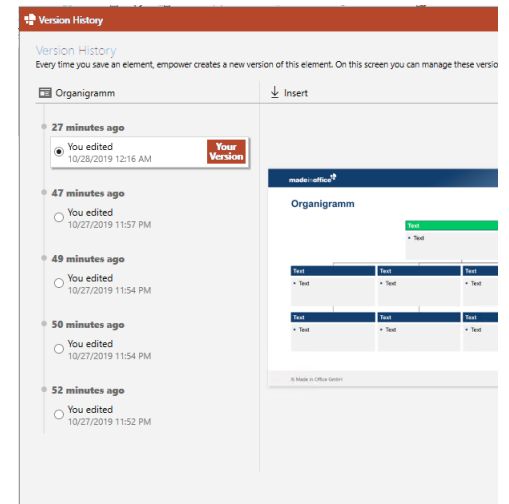 Version History
Version History
Every time you save an element, empower creates a new version of this element. On this screen you can manage these versio
Organigramm
Insert
27 minutes ago
You edited
10/28/2019 12:16 AM
Your
Version
47 minutes ago
You edited
10/27/2019 11:57 PM
49 minutes ago
You edited
10/27/2019 11:54 PM
50 minutes ago
You edited
10/27/2019 11:54 PM
52 minutes ago
You edited
10/27/2019 11:52 PM
madeinoffice
Organigramm
Text
• Text
Text Text Text
• Text • Text • Text
Text Text Text
• Text • Text • Text
© Made in Office GmbH